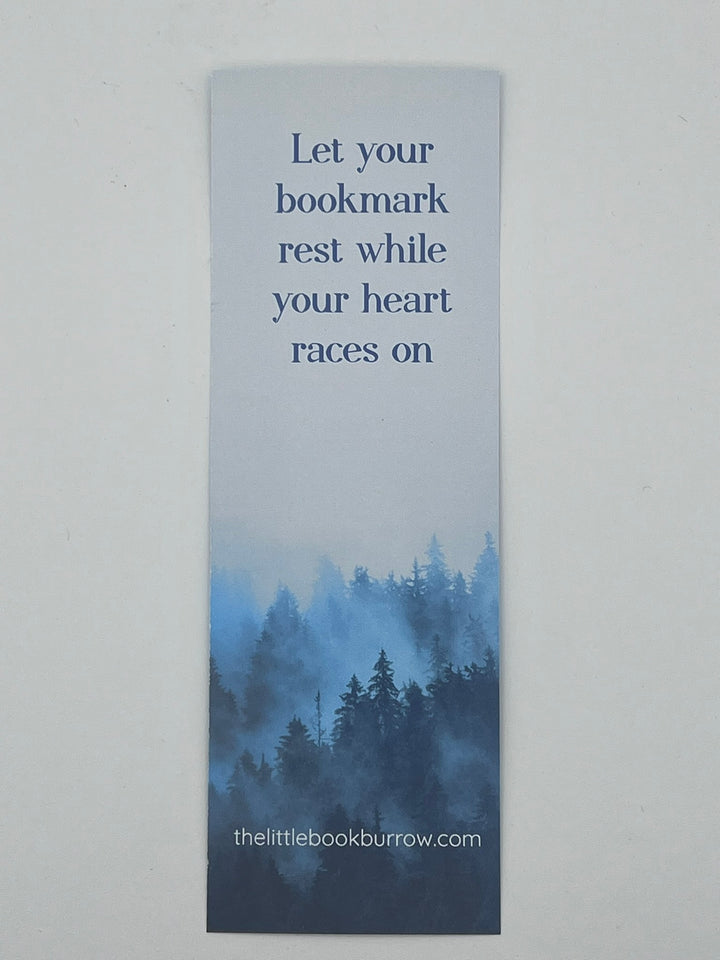 Let your
bookmark
rest while
your heart
races on
thelittlebookburrow.com